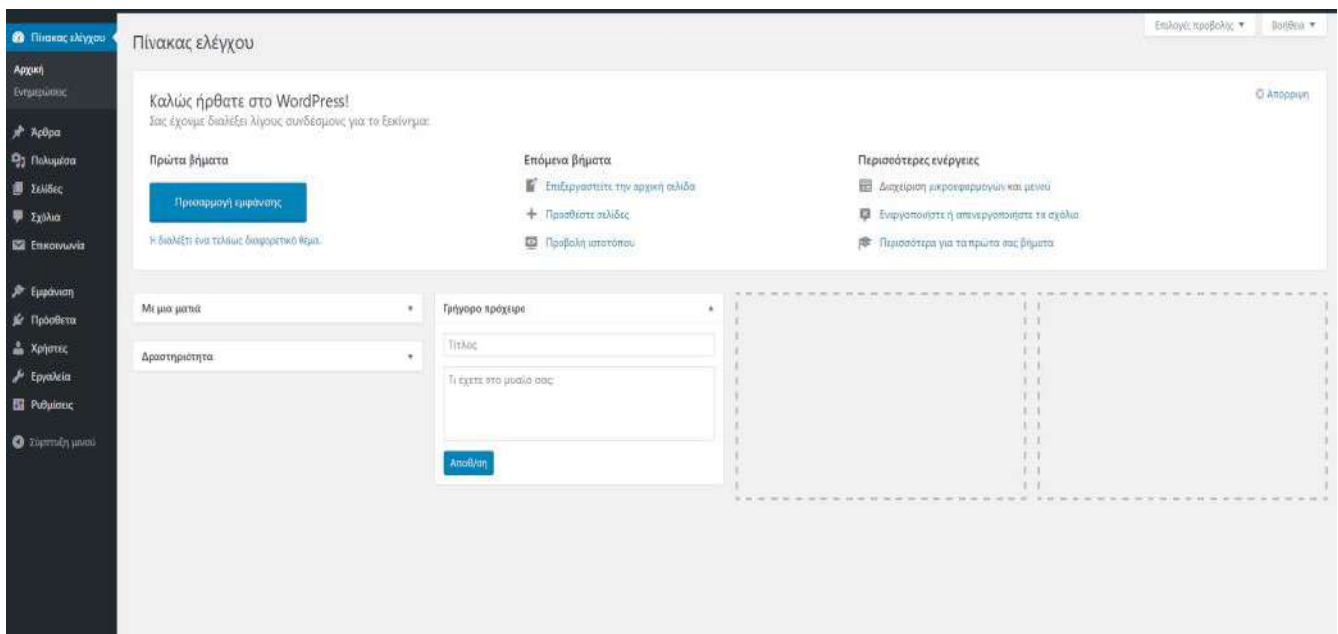 Πίνακας ελέγχου
Αρχική
Ενημερώσεις
Άρθρα
Πολυμέσα
Σελίδες
Σχόλια
Επικοινωνία
Εμφάνιση
Πρόσθετα
Χρήστες
Εργαλεία
Ρυθμίσεις
Σύμπτυξη μενού
Επιλογές προβολής
Βοήθεια
Πίνακας ελέγχου
Καλώς ήρθατε στο WordPress!
Σας έχουμε διαλέξει λίγους συνδέσμους για το ξεκίνημα:
Απόρριψη
Πρώτα βήματα
Προσαρμογή εμφάνισης
Ή διαλέξτε ένα τελείως διαφορετικό θέμα.
Επόμενα βήματα
Επιξεργαστείτε την αρχική σελίδα
Προσθέστε σελίδες
Προβολή ιστοτόπου
Περισσότερες ενέργειες
Διαχείριση μικροεφαρμογών και μενού
Ενεργοποιήστε ή απενεργοποιήστε τα σχόλια
Περισσότερα για τα πρώτα σας βήματα
Με μια ματιά
Δραστηριότητα
Γρήγορο πρόχειρο
Τίτλος
Τι έχετε στο μυαλό σας;
Αποθ/ση